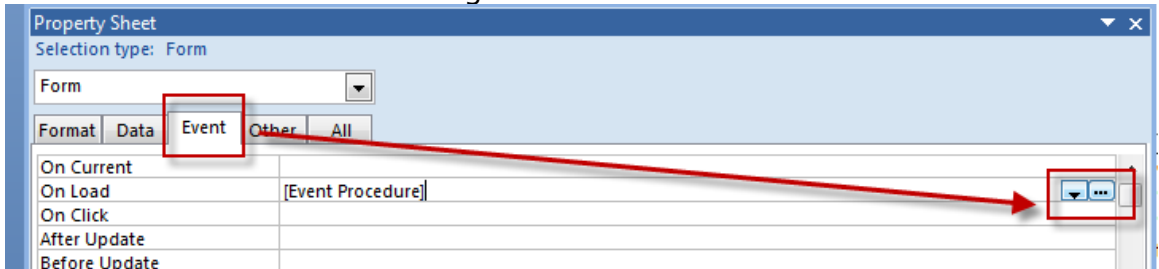 Property Sheet
Selection type: Form
Form
Format Data Event Other All
On Current
On Load [Event Procedure]
On Click
After Update
Before Update